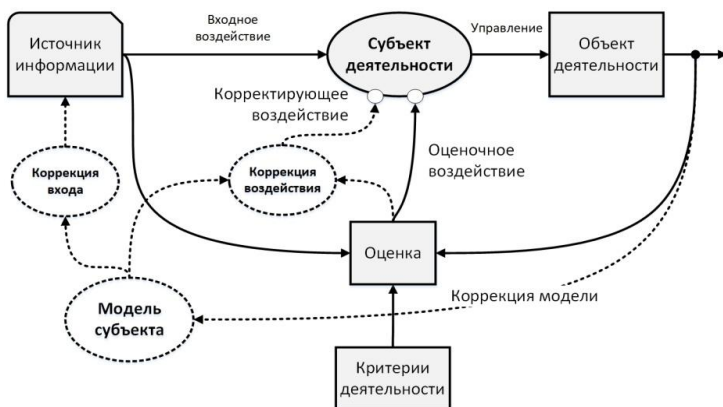 Источник
информации
Входное
воздействие
Субъект
деятельности
Управление
Объект
деятельности
Корректирующее
воздействие
Коррекция
входа
Коррекция
воздействия
Оценочное
воздействие
Оценка
Модель
субъекта
Коррекция модели
Критерии
деятельности